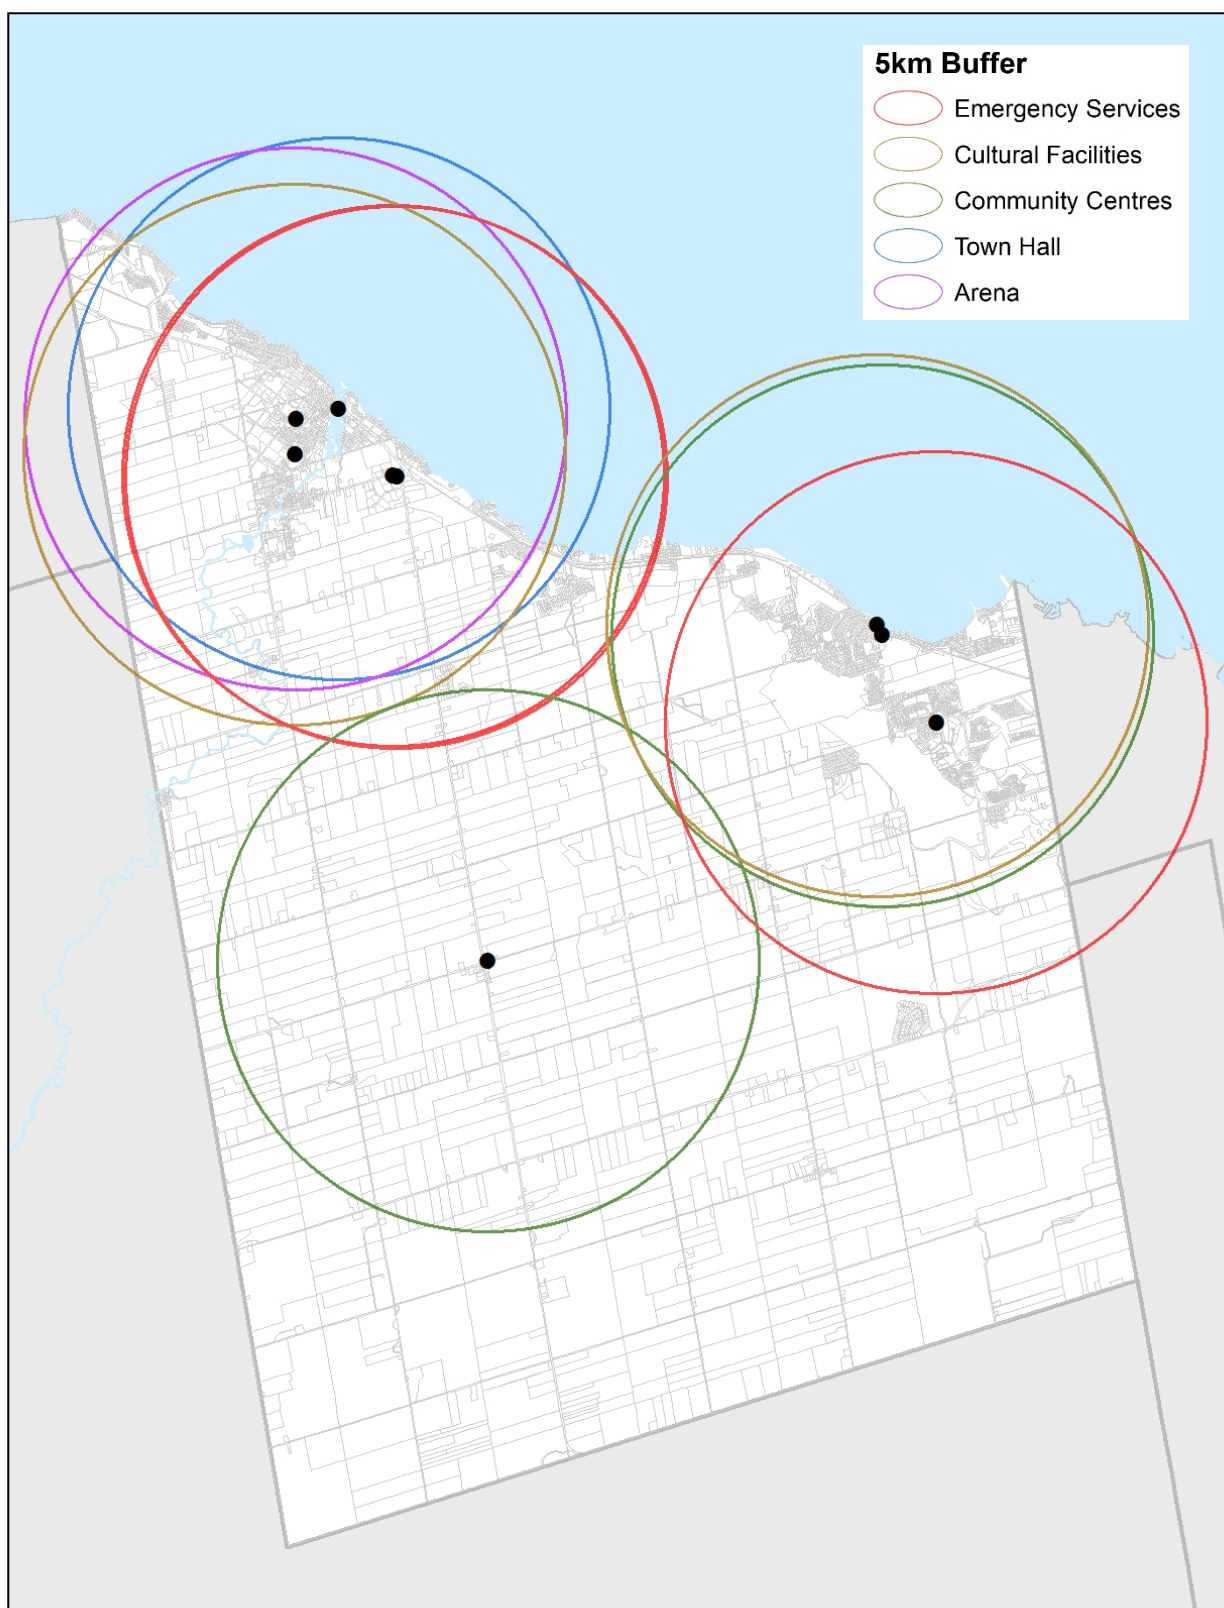 5km Buffer
Emergency Services
Cultural Facilities
Community Centres
Town Hall
Arena